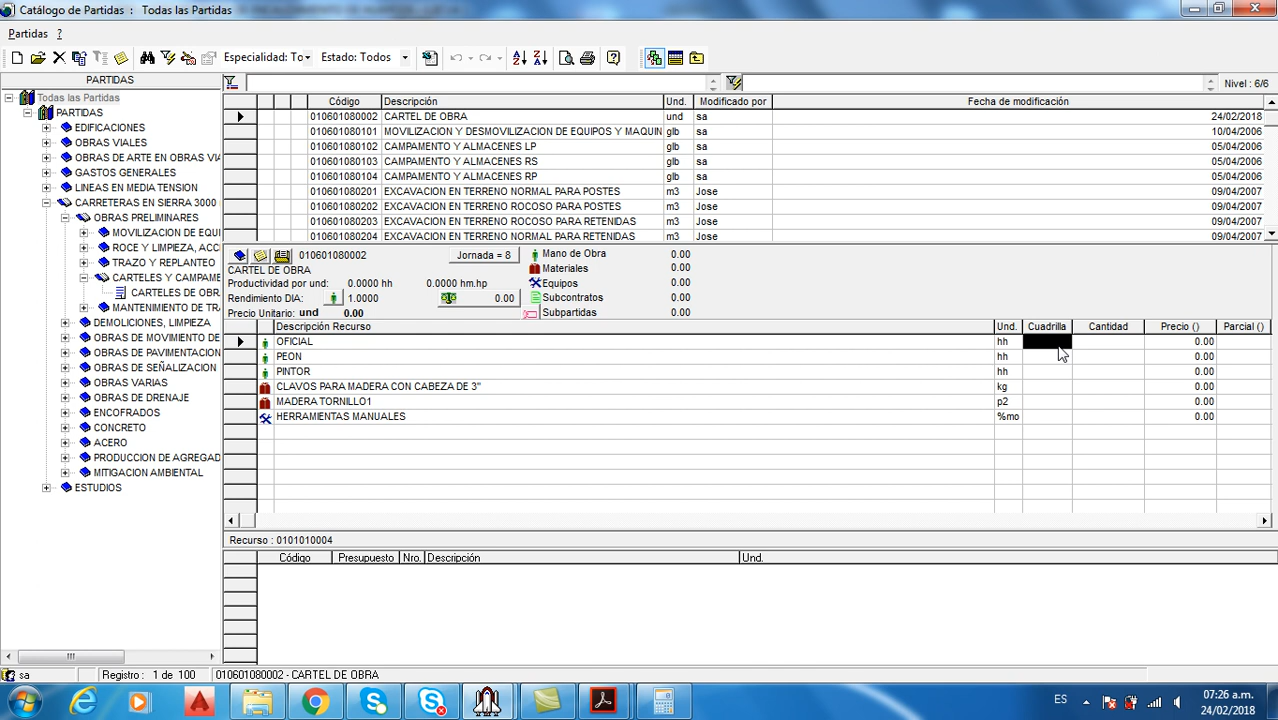 Catálogo de Partidas : Todas las Partidas
Partidas ?
Especialidad: To Estado: Todos
PARTIDAS
Nivel : 6/6
Todas las Partidas
PARTIDAS
EDIFICACIONES
OBRAS VIALES
OBRAS DE ARTE EN OBRAS VIA
GASTOS GENERALES
LINEAS EN MEDIA TENSION
CARRETERAS EN SIERRA 3000
OBRAS PRELIMINARES
MOVILIZACION DE EQUI
ROCE Y LIMPIEZA, ACC
TRAZO Y REPLANTEO
CARTELES Y CAMPAME
CARTELES DE OBR
MANTENIMIENTO DE TR
DEMOLICIONES, LIMPIEZA
OBRAS DE MOVIMIENTO DE
OBRAS DE PAVIMENTACION
OBRAS DE SEÑALIZACION
OBRAS VARIAS
OBRAS DE DRENAJE
ENCOFRADOS
CONCRETO
ACERO
PRODUCCION DE AGREGAD
MITIGACION AMBIENTAL
ESTUDIOS
Código Descripción Und. Modificado por Fecha de modificación
010601080002 CARTEL DE OBRA und sa 24/02/2018
010601080101 MOVILIZACION Y DESMOVILIZACION DE EQUIPOS Y MAQUIN glb sa 10/04/2006
010601080102 CAMPAMENTO Y ALMACENES LP glb sa 05/04/2006
010601080103 CAMPAMENTO Y ALMACENES RS glb sa 05/04/2006
010601080104 CAMPAMENTO Y ALMACENES RP glb sa 05/04/2006
010601080201 EXCAVACION EN TERRENO NORMAL PARA POSTES m3 Jose 09/04/2007
010601080202 EXCAVACION EN TERRENO ROCOSO PARA POSTES m3 Jose 09/04/2007
010601080203 EXCAVACION EN TERRENO ROCOSO PARA RETENIDAS m3 Jose 09/04/2007
010601080204 EXCAVACION EN TERRENO NORMAL PARA RETENIDAS m3 Jose 09/04/2007
010601080002 Jornada = 8
CARTEL DE OBRA
Productividad por und: 0.0000 hh 0.0000 hm.hp
Rendimiento DIA: 1.0000 0.00
Precio Unitario: und 0.00
Mano de Obra 0.00
Materiales 0.00
Equipos 0.00
Subcontratos 0.00
Subpartidas 0.00
Descripción Recurso Und. Cuadrilla Cantidad Precio () Parcial ()
OFICIAL hh 0.00
PEON hh 0.00
PINTOR hh 0.00
CLAVOS PARA MADERA CON CABEZA DE 3" kg 0.00
MADERA TORNILLO1 p2 0.00
HERRAMIENTAS MANUALES %mo 0.00
Recurso : 0101010004
Código Presupuesto Nro. Descripción Und.
sa Registro : 1 de 100 010601080002 - CARTEL DE OBRA
ES 07:26 a.m.
24/02/2018